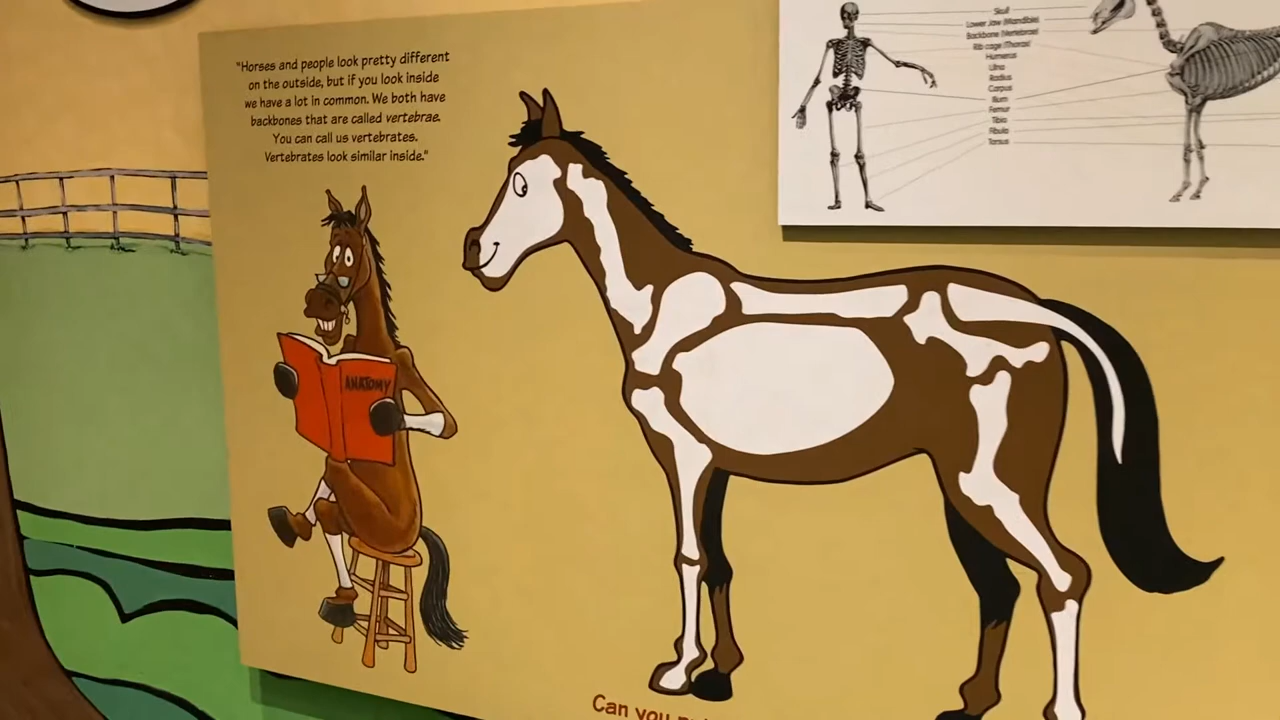 "Horses and people look pretty different
on the outside, but if you look inside
we have a lot in common. We both have
backbones that are called vertebrae.
You can call us vertebrates.
Vertebrates look similar inside."
ANATOMY
Skull
Lower Jaw (Mandible)
Backbone (Vertebrae)
Rib cage (Thorax)
Humerus
Ulna
Radius
Carpus
Ilium
Femur
Tibia
Fibula
Tarsus
Can you